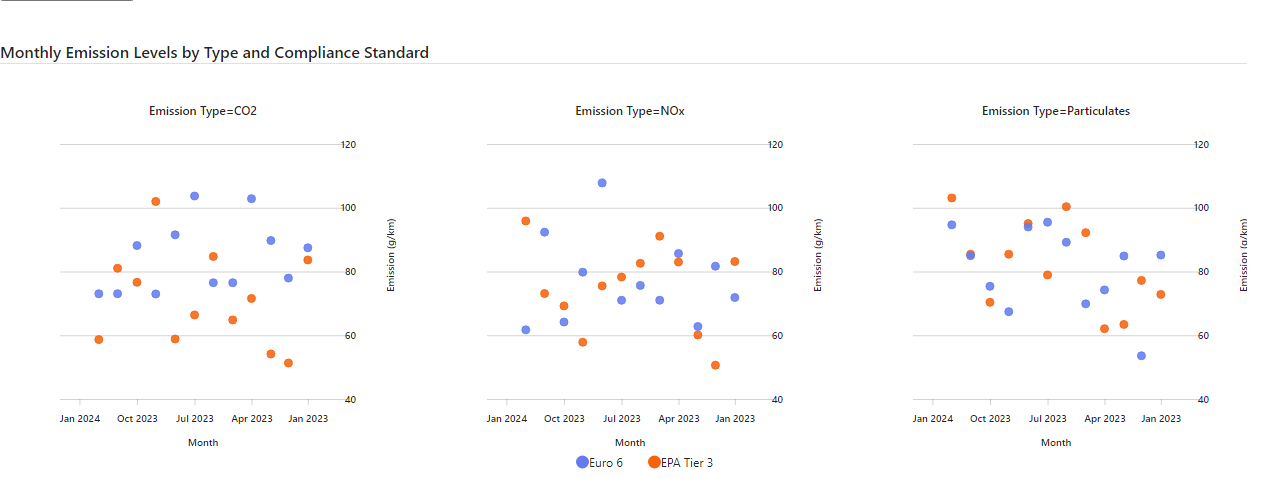 Monthly Emission Levels by Type and Compliance Standard
Emission Type=CO2
120
100
80
60
40
Emission (g/km)
Jan 2024 Oct 2023 Jul 2023 Apr 2023 Jan 2023
Month
Emission Type=NOx
120
100
80
60
40
Emission (g/km)
Jan 2024 Oct 2023 Jul 2023 Apr 2023 Jan 2023
Month
Emission Type=Particulates
120
100
80
60
40
Emission (g/km)
Jan 2024 Oct 2023 Jul 2023 Apr 2023 Jan 2023
Month
Euro 6 EPA Tier 3